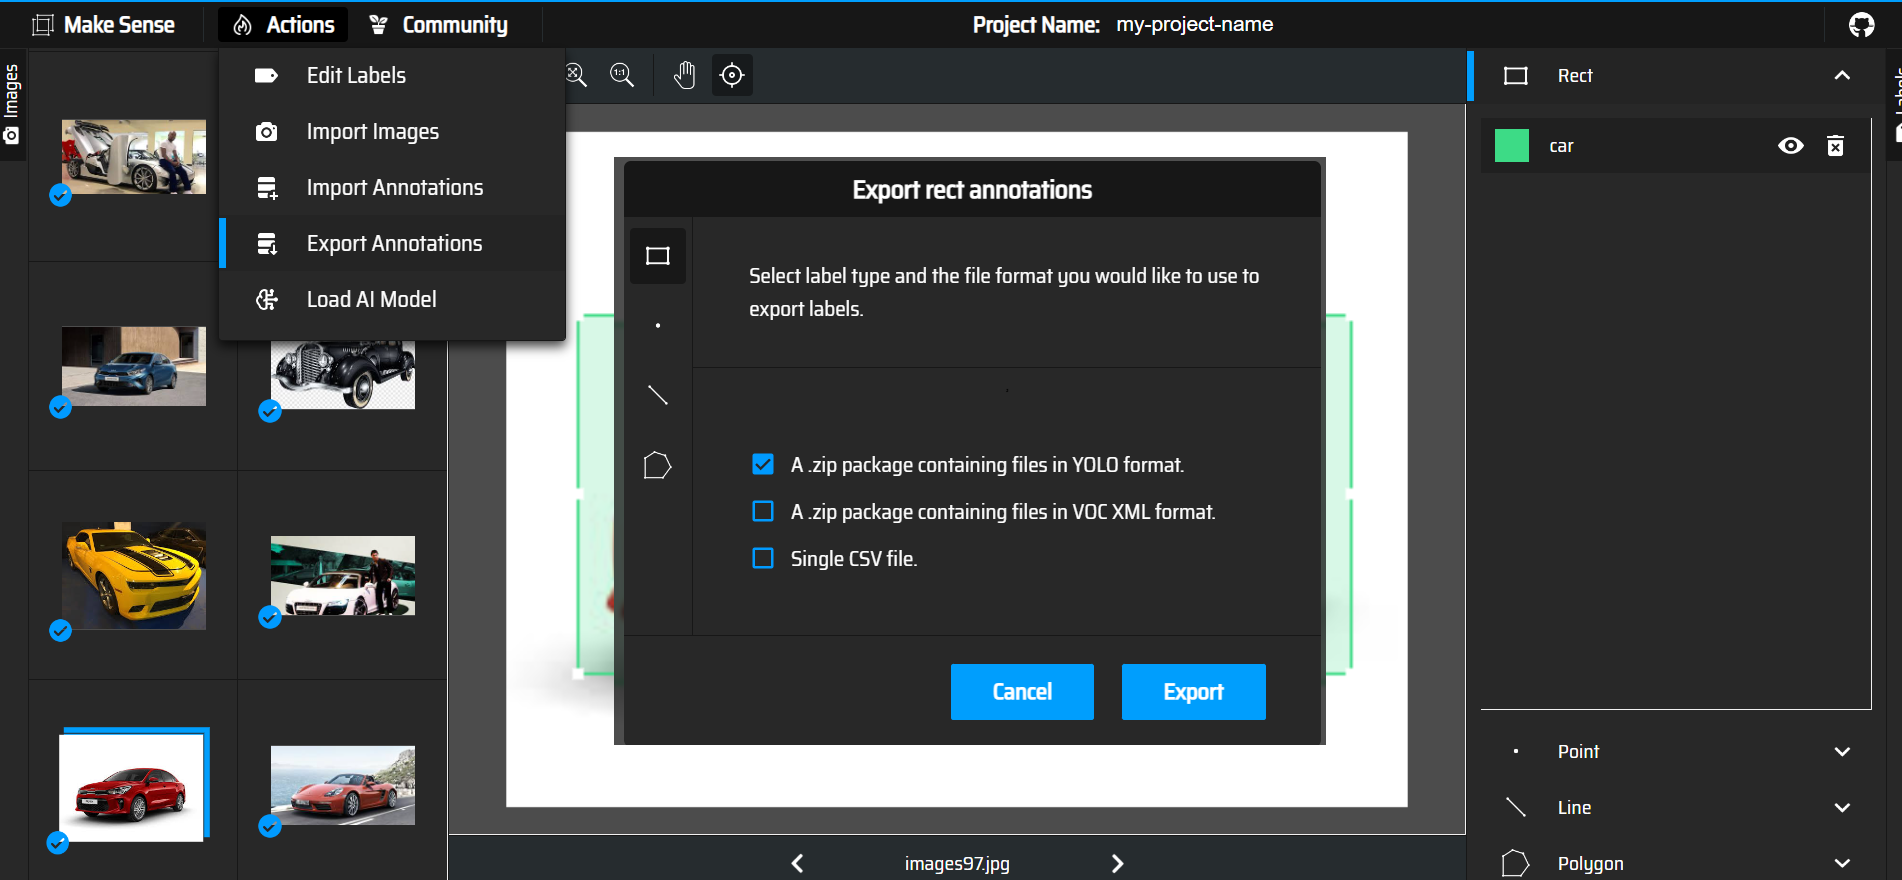 Make Sense
Actions
Community
Project Name: my-project-name
Images
Edit Labels
Import Images
Import Annotations
Export Annotations
Load AI Model
1:1
Export rect annotations
Select label type and the file format you would like to use to
export labels.
A .zip package containing files in YOLO format.
A .zip package containing files in VOC XML format.
Single CSV file.
Cancel
Export
images97.jpg
Rect
car
Point
Line
Polygon
Labels